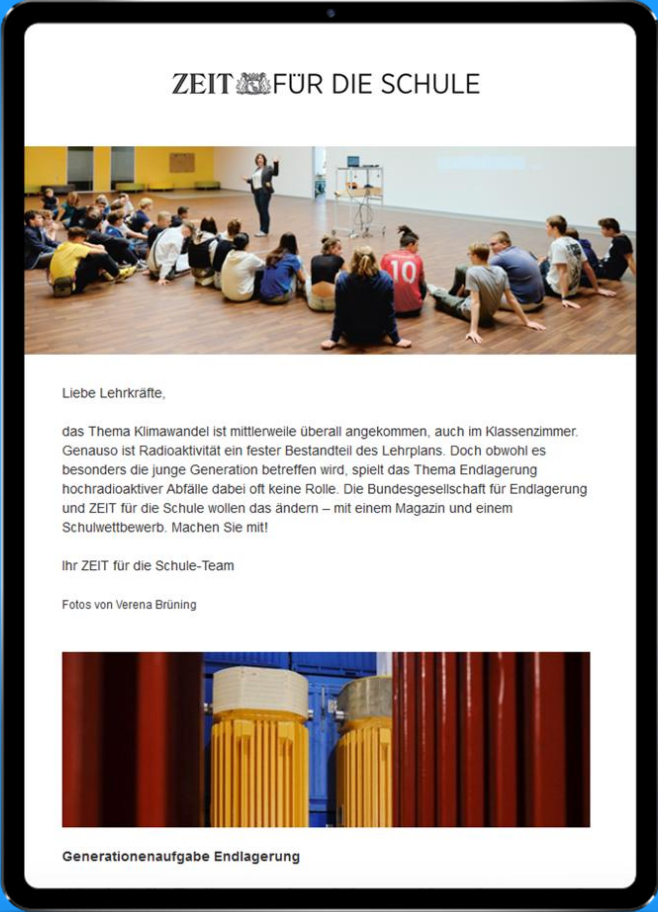 ZEIT FÜR DIE SCHULE
10
Liebe Lehrkräfte,
das Thema Klimawandel ist mittlerweile überall angekommen, auch im Klassenzimmer.
Genauso ist Radioaktivität ein fester Bestandteil des Lehrplans. Doch obwohl es
besonders die junge Generation betreffen wird, spielt das Thema Endlagerung
hochradioaktiver Abfälle dabei oft keine Rolle. Die Bundesgesellschaft für Endlagerung
und ZEIT für die Schule wollen das ändern – mit einem Magazin und einem
Schulwettbewerb. Machen Sie mit!
Ihr ZEIT für die Schule-Team
Fotos von Verena Brüning
Generationenaufgabe Endlagerung